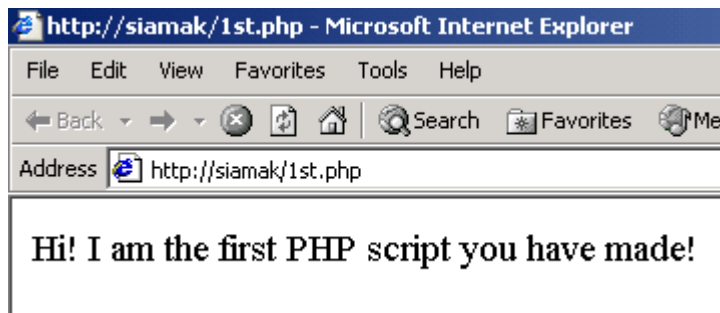 http://siamak/1st.php - Microsoft Internet Explorer
File Edit View Favorites Tools Help
Back Search Favorites
Address http://siamak/1st.php
Hi! I am the first PHP script you have made!